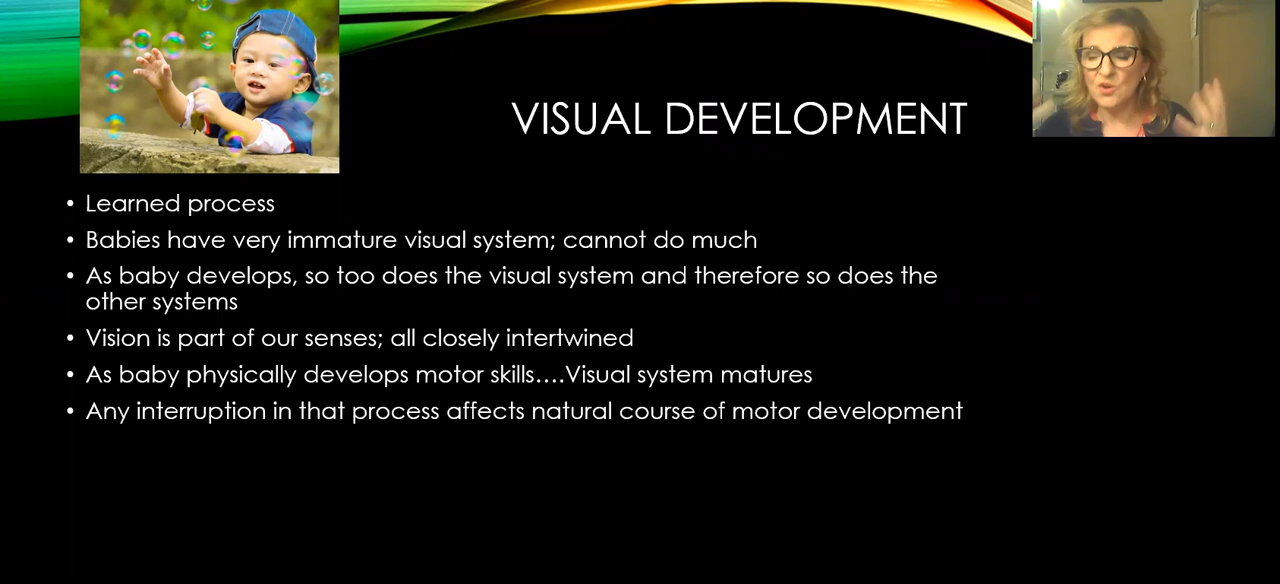 VISUAL DEVELOPMENT
• Learned process
• Babies have very immature visual system; cannot do much
• As baby develops, so too does the visual system and therefore so does the
other systems
• Vision is part of our senses; all closely intertwined
• As baby physically develops motor skills....Visual system matures
• Any interruption in that process affects natural course of motor development